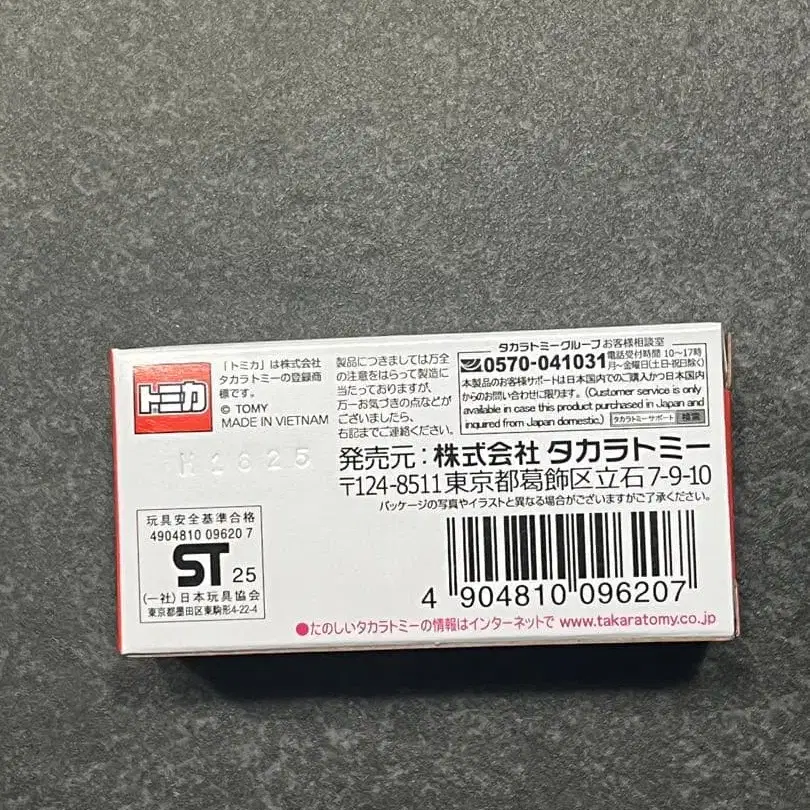 トミカ
「トミカ」は株式会社
タカラトミーの登録商
標です。
© TOMY
MADE IN VIETNAM
製品につきましては万全
の注意をはらって製造に
当たっておりますが、
万一お気づきの点などが
ございましたら、
右記までご連絡ください。
タカラトミーグループお客様相談室
0570-041031 電話受付時間 10〜17時
月〜金曜日(土・日・祝日除く)
本製品のお客様サポートは日本国内でのご購入かつ日本国内
からのお問い合わせに限ります。(Customer service is only
available in case this product purchased in Japan and
inquired from Japan domestic.) タカラトミーサポート 検索
M1625
発売元:株式会社 タカラトミー
〒124-8511東京都葛飾区立石7-9-10
パッケージの写真やイラストと異なる場合がございますがご了承ください。
玩具安全基準合格
4904810 09620 7
ST 25
(一社)日本玩具協会
東京都墨田区東駒形4-22-4
4 904810 096207
●たのしいタカラトミーの情報はインターネットで www.takaratomy.co.jp